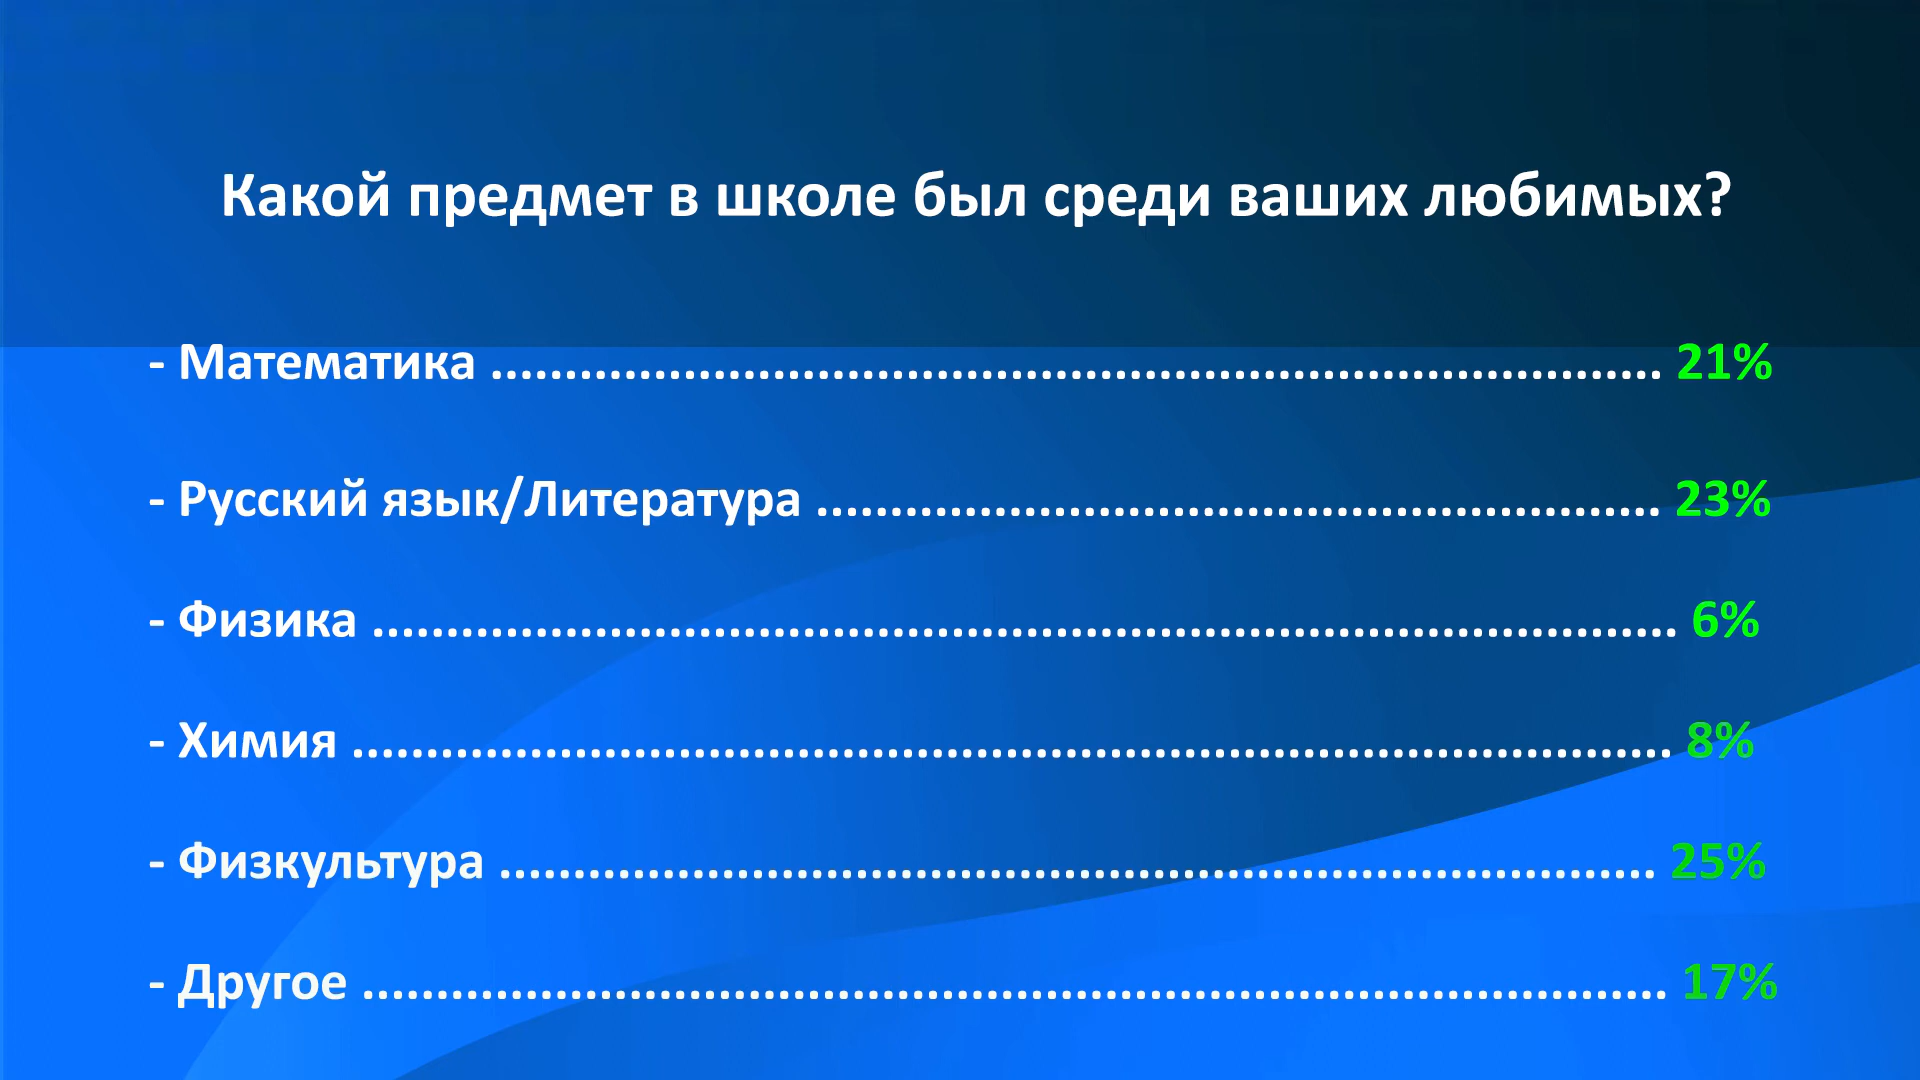 Какой предмет в школе был среди ваших любимых?
- Математика ................................................................................ 21%
- Русский язык/Литература ......................................................... 23%
- Физика ........................................................................................ 6%
- Химия ......................................................................................... 8%
- Физкультура .............................................................................. 25%
- Другое ........................................................................................ 17%